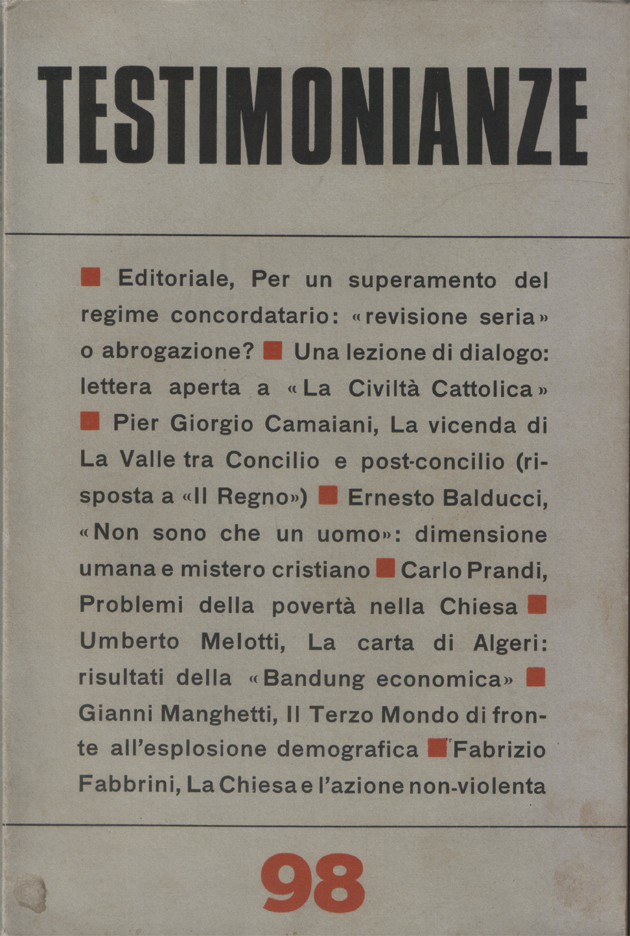 TESTIMONIANZE
■ Editoriale, Per un superamento del
regime concordatario: «revisione seria»
o abrogazione? ■ Una lezione di dialogo:
lettera aperta a «La Civiltà Cattolica»
■ Pier Giorgio Camaiani, La vicenda di
La Valle tra Concilio e post-concilio (ri-
sposta a «Il Regno») ■ Ernesto Balducci,
«Non sono che un uomo»: dimensione
umana e mistero cristiano ■ Carlo Prandi,
Problemi della povertà nella Chiesa ■
Umberto Melotti, La carta di Algeri:
risultati della «Bandung economica» ■
Gianni Manghetti, Il Terzo Mondo di fron-
te all'esplosione demografica ■ Fabrizio
Fabbrini, La Chiesa e l'azione non-violenta
98